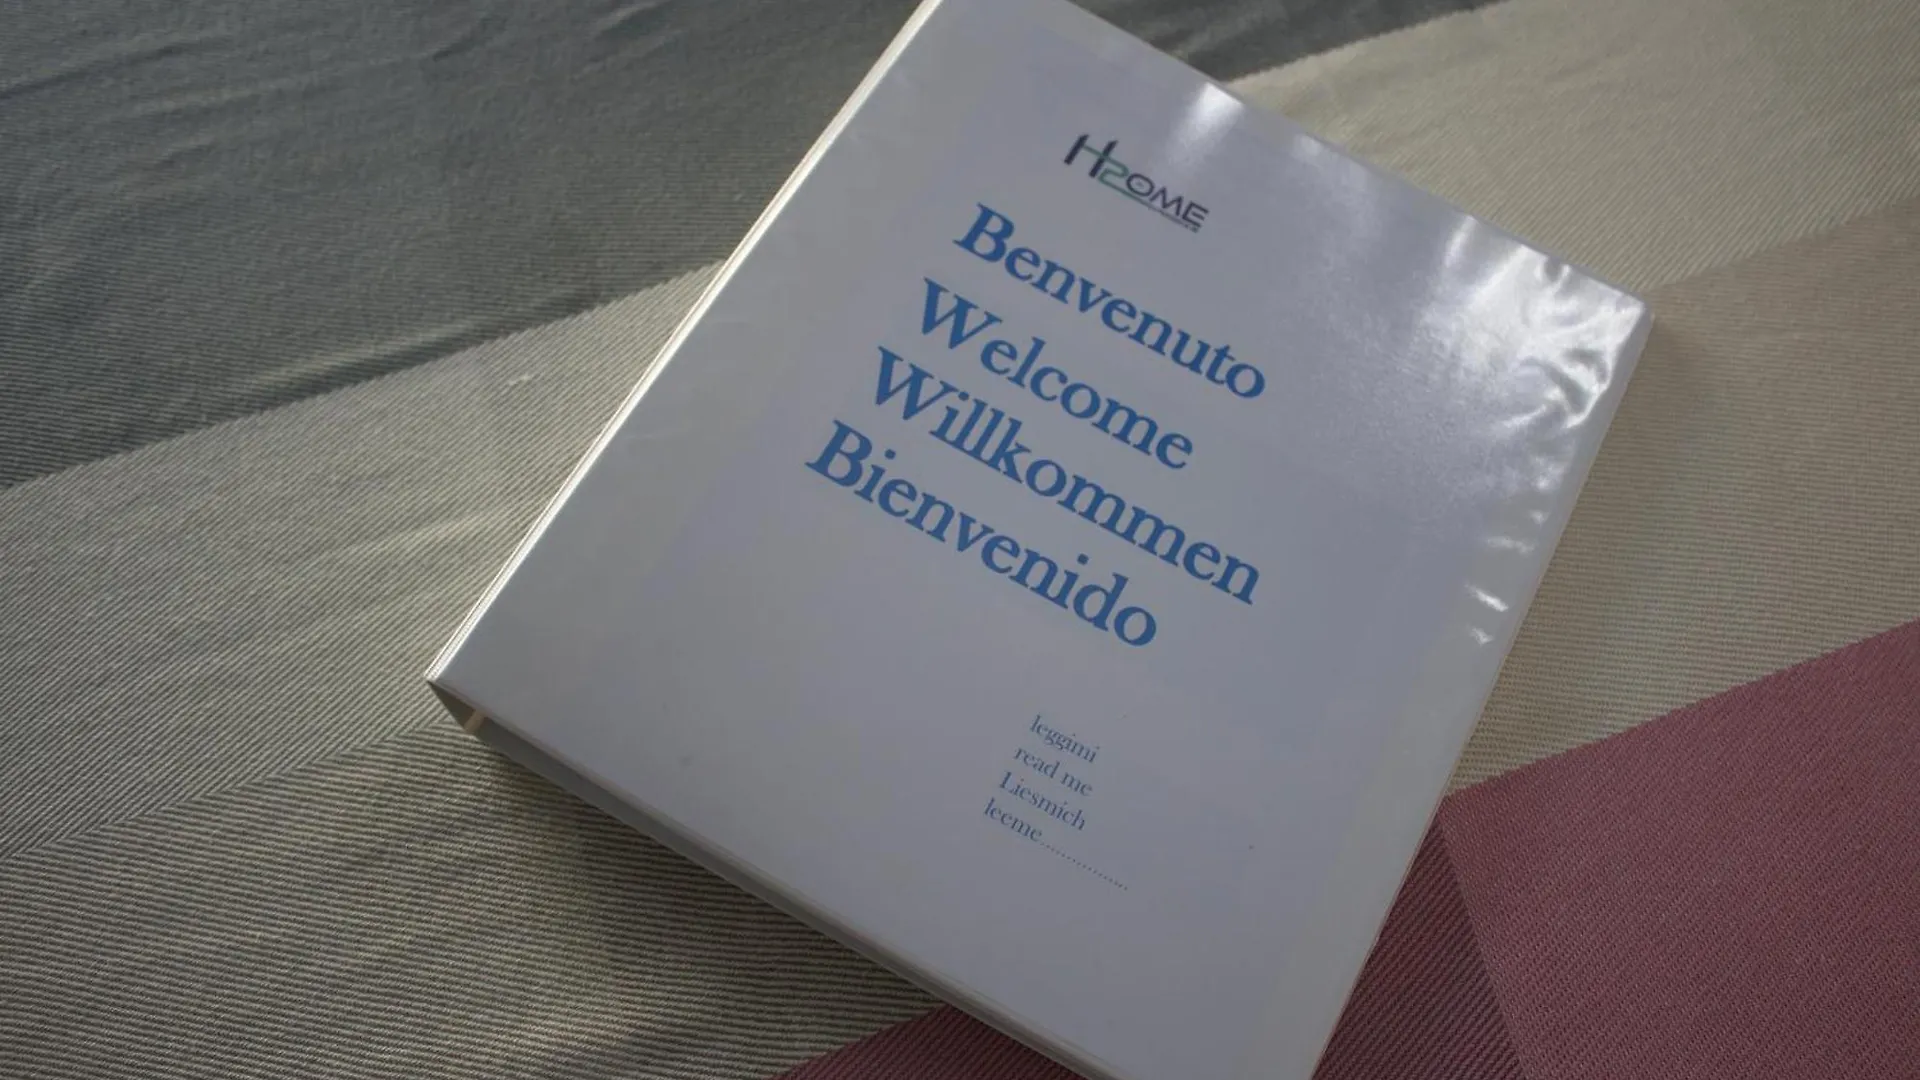 H2OME
Benvenuto
Welcome
Willkommen
Bienvenido
leggimi
read me
Liesmich
leeme...............